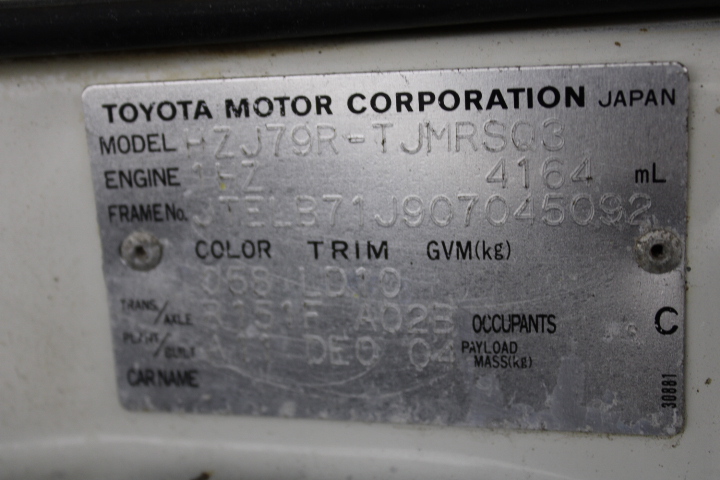 TOYOTA MOTOR CORPORATION JAPAN
MODEL HZJ79R-TJMRSQ3
ENGINE 1HZ 4164 mL
FRAME No. JTELB71J907045092
COLOR TRIM GVM(kg)
058 LD10
TRANS/AXLE R151F A02B OCCUPANTS C
PLANT/BUILT DEC 04 PAYLOAD MASS(kg)
CAR NAME
30881